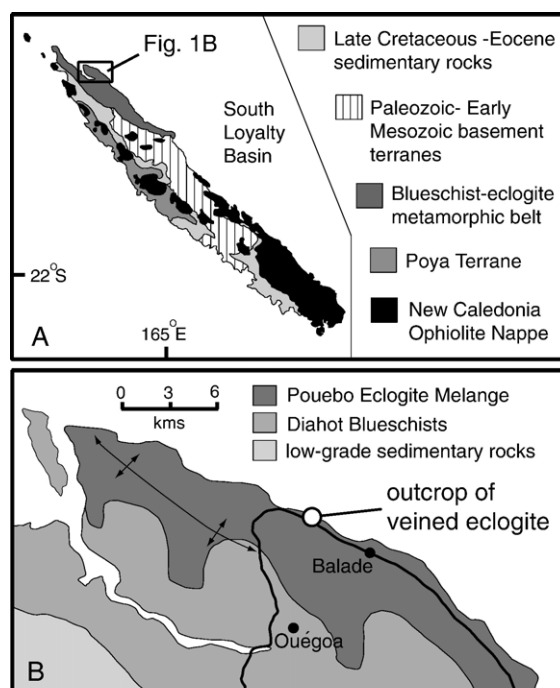 Fig. 1B
South
Loyalty
Basin
22°S
165°E
A
Late Cretaceous -Eocene
sedimentary rocks
Paleozoic- Early
Mesozoic basement
terranes
Blueschist-eclogite
metamorphic belt
Poya Terrane
New Caledonia
Ophiolite Nappe
0 3 6
kms
Pouebo Eclogite Melange
Diahot Blueschists
low-grade sedimentary rocks
outcrop of
veined eclogite
Balade
Ouégoa
B